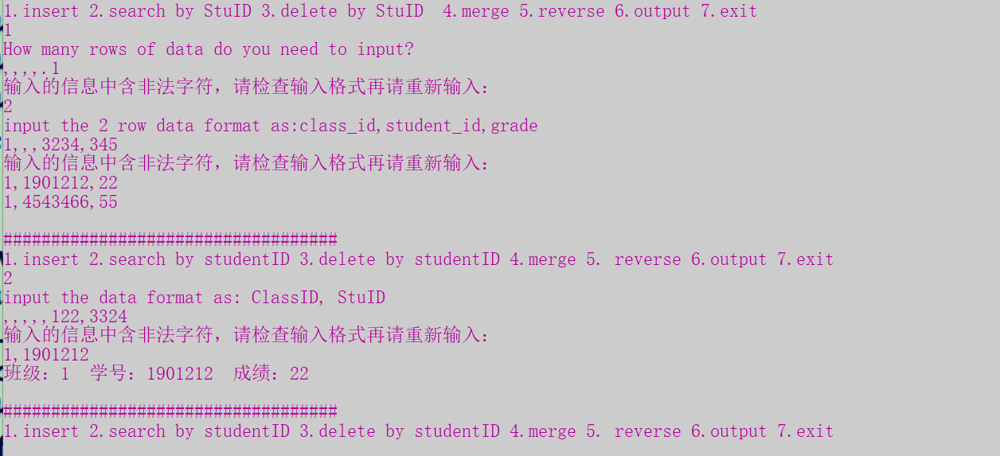 1.insert 2.search by StuID 3.delete by StuID  4.merge 5.reverse 6.output 7.exit
1
How many rows of data do you need to input?
,,,,.1
输入的信息中含非法字符，请检查输入格式再请重新输入：
2
input the 2 row data format as:class_id,student_id,grade
1,,,3234,345
输入的信息中含非法字符，请检查输入格式再请重新输入：
1,1901212,22
1,4543466,55
###################################
1.insert 2.search by studentID 3.delete by studentID 4.merge 5. reverse 6.output 7.exit
2
input the data format as: ClassID, StuID
,,,,,122,3324
输入的信息中含非法字符，请检查输入格式再请重新输入：
1,1901212
班级：1  学号：1901212  成绩：22
###################################
1.insert 2.search by studentID 3.delete by studentID 4.merge 5. reverse 6.output 7.exit